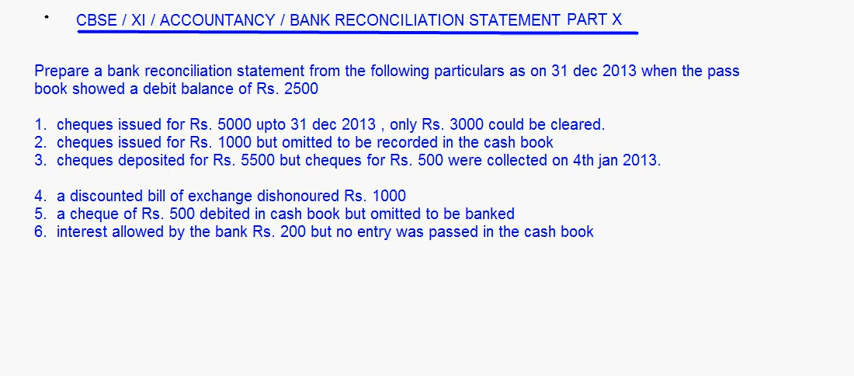 CBSE / XI / ACCOUNTANCY / BANK RECONCILIATION STATEMENT PART X
Prepare a bank reconciliation statement from the following particulars as on 31 dec 2013 when the pass
book showed a debit balance of Rs. 2500
1. cheques issued for Rs. 5000 upto 31 dec 2013 , only Rs. 3000 could be cleared.
2. cheques issued for Rs. 1000 but omitted to be recorded in the cash book
3. cheques deposited for Rs. 5500 but cheques for Rs. 500 were collected on 4th jan 2013.
4. a discounted bill of exchange dishonoured Rs. 1000
5. a cheque of Rs. 500 debited in cash book but omitted to be banked
6. interest allowed by the bank Rs. 200 but no entry was passed in the cash book